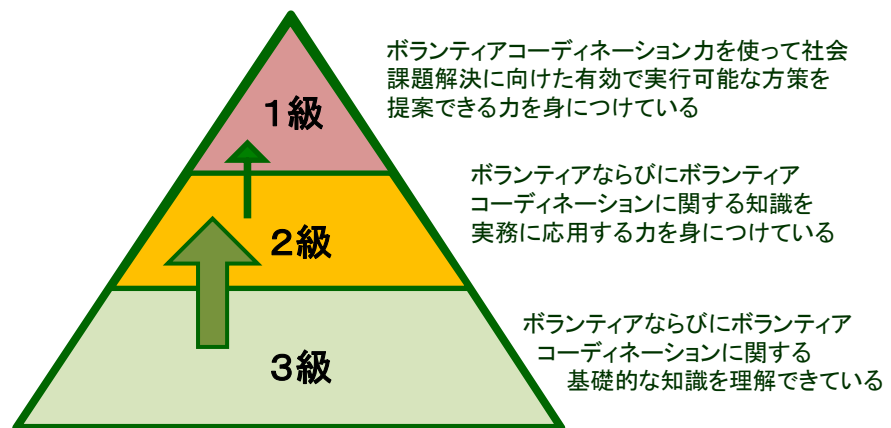 ボランティアコーディネーション力を使って社会
課題解決に向けた有効で実行可能な方策を
提案できる力を身につけている
1級
ボランティアならびにボランティア
コーディネーションに関する知識を
実務に応用する力を身につけている
2級
ボランティアならびにボランティア
コーディネーションに関する
基礎的な知識を理解できている
3級